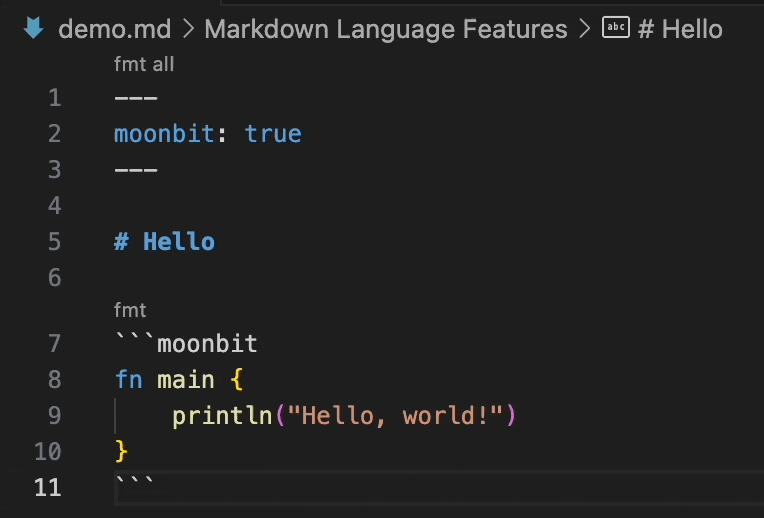 demo.md > Markdown Language Features > abc # Hello
fmt all
1 ---
2 moonbit: true
3 ---
4
5 # Hello
6
fmt
7 ```moonbit
8 fn main {
9     println("Hello, world!")
10 }
11 ```